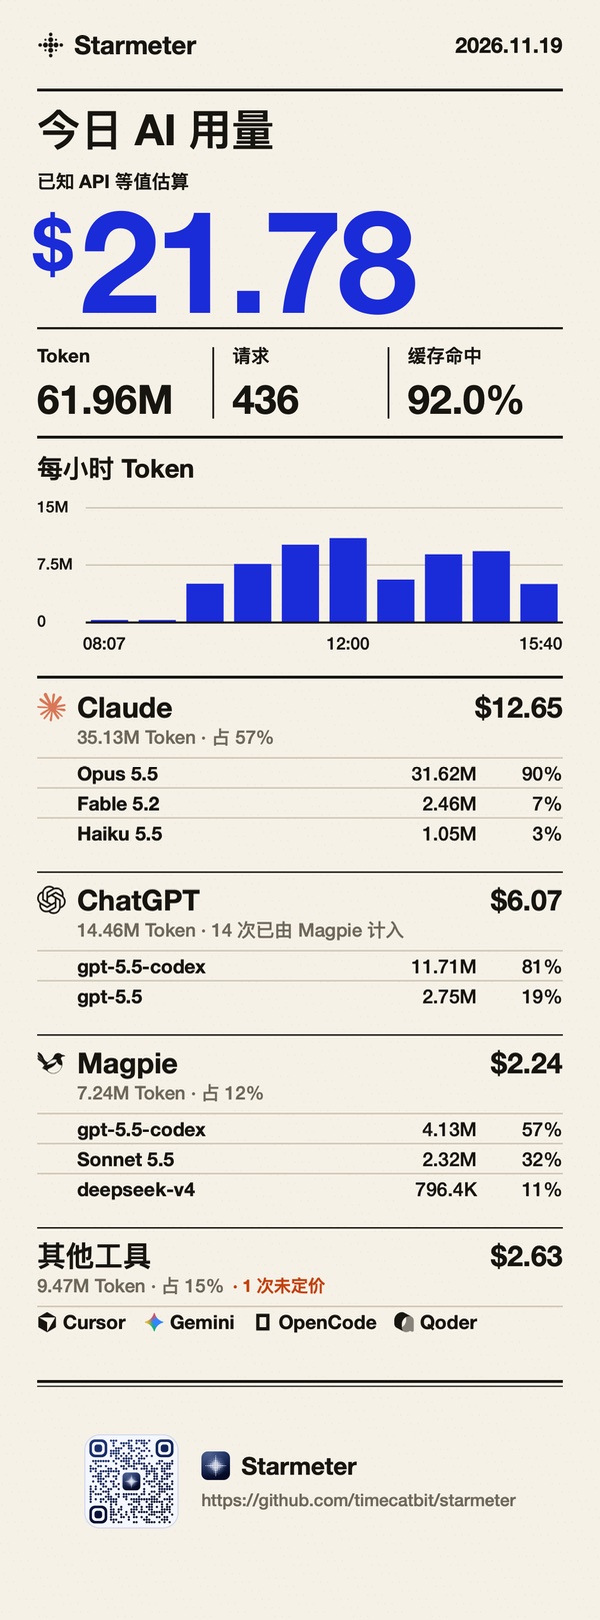 Starmeter 2026.11.19
今日 AI 用量
已知 API 等值估算
$21.78
Token 请求 缓存命中
61.96M 436 92.0%
每小时 Token
15M
7.5M
0
08:07 12:00 15:40
Claude $12.65
35.13M Token · 占 57%
Opus 5.5 31.62M 90%
Fable 5.2 2.46M 7%
Haiku 5.5 1.05M 3%
ChatGPT $6.07
14.46M Token · 14 次已由 Magpie 计入
gpt-5.5-codex 11.71M 81%
gpt-5.5 2.75M 19%
Magpie $2.24
7.24M Token · 占 12%
gpt-5.5-codex 4.13M 57%
Sonnet 5.5 2.32M 32%
deepseek-v4 796.4K 11%
其他工具 $2.63
9.47M Token · 占 15% · 1 次未定价
Cursor Gemini OpenCode Qoder
Starmeter
https://github.com/timecatbit/starmeter